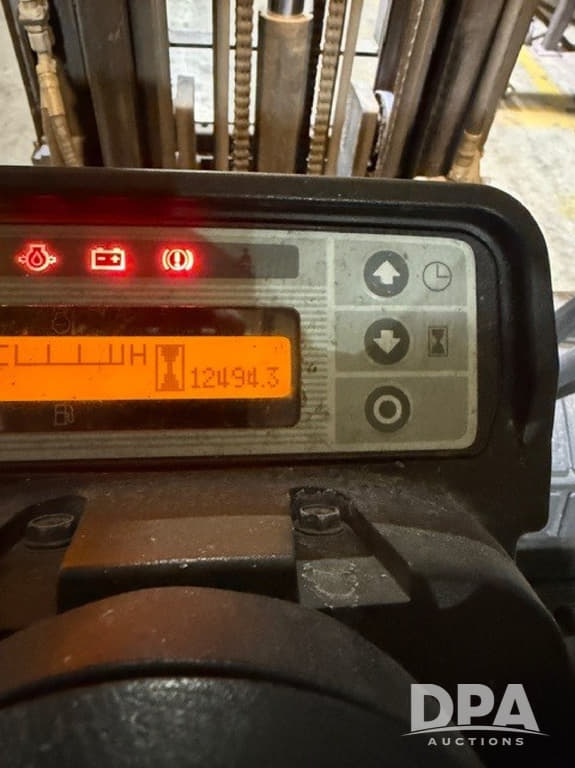 H
12494.3
DPA
AUCTIONS